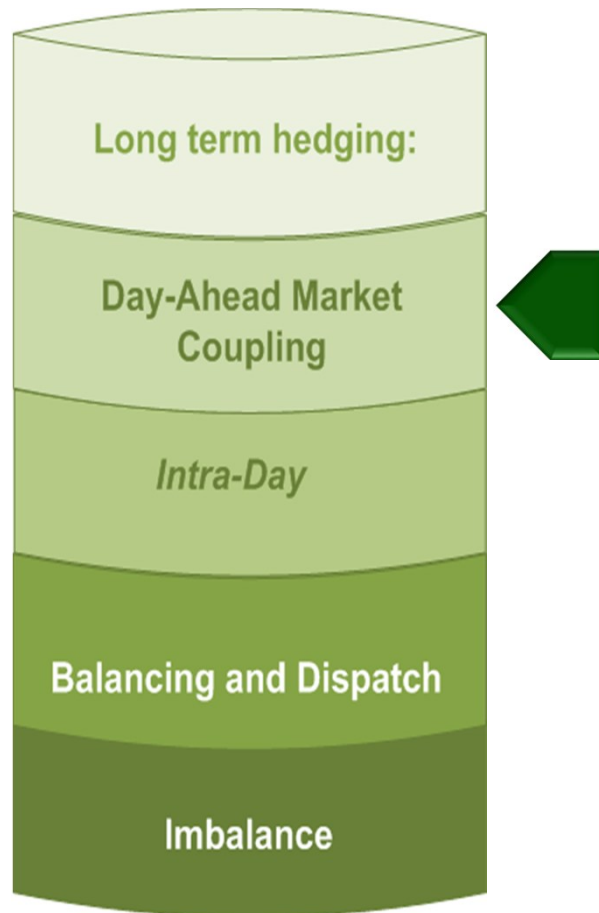 Long term hedging:
Day-Ahead Market
Coupling
Intra-Day
Balancing and Dispatch
Imbalance